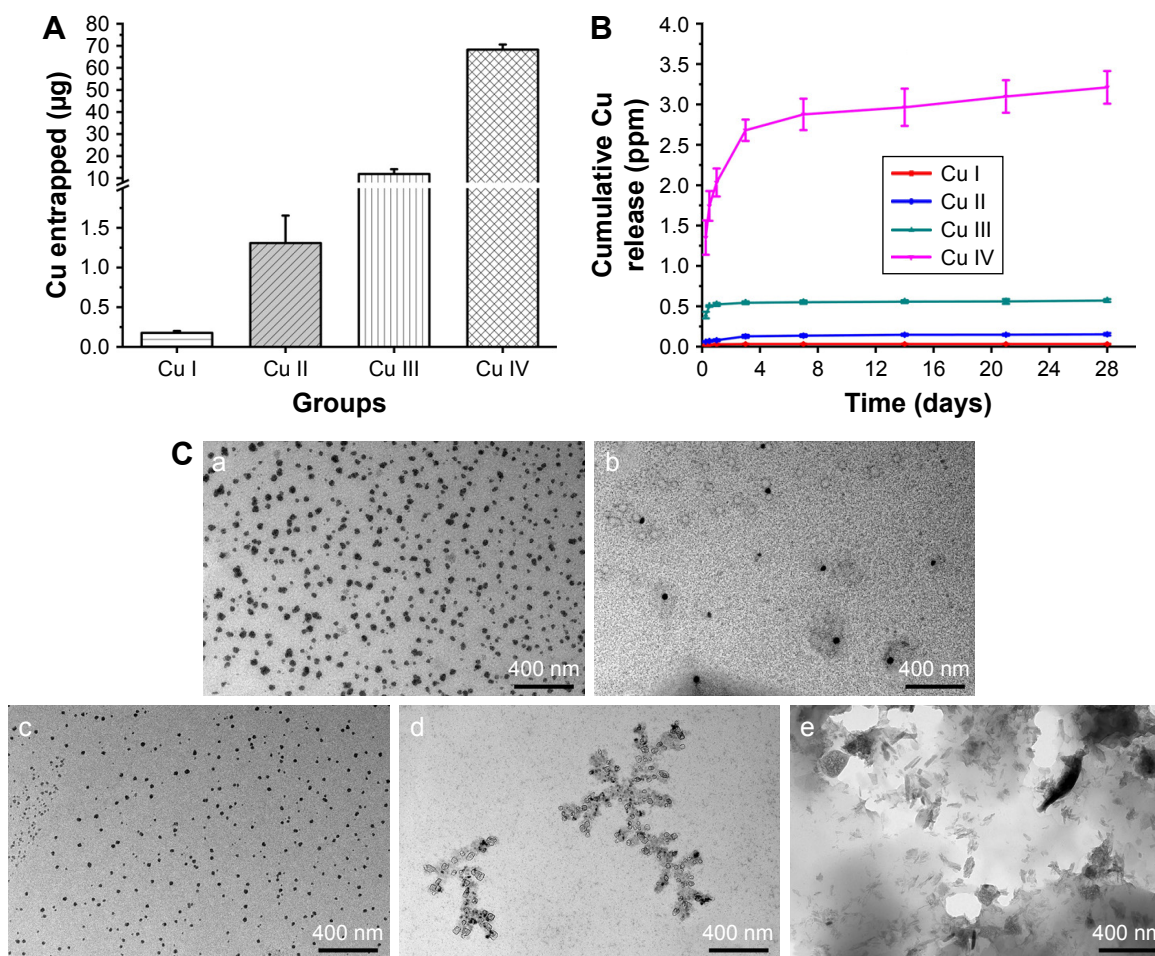 A
Cu entrapped (µg)
80
70
60
50
40
30
20
10
1.5
1.0
0.5
0.0
Cu I
Cu II
Cu III
Cu IV
Groups
B
Cumulative Cu
release (ppm)
4.0
3.5
3.0
2.5
2.0
1.5
1.0
0.5
0.0
Cu I
Cu II
Cu III
Cu IV
0
4
8
12
16
20
24
28
Time (days)
C
a
400 nm
b
400 nm
c
400 nm
d
400 nm
e
400 nm